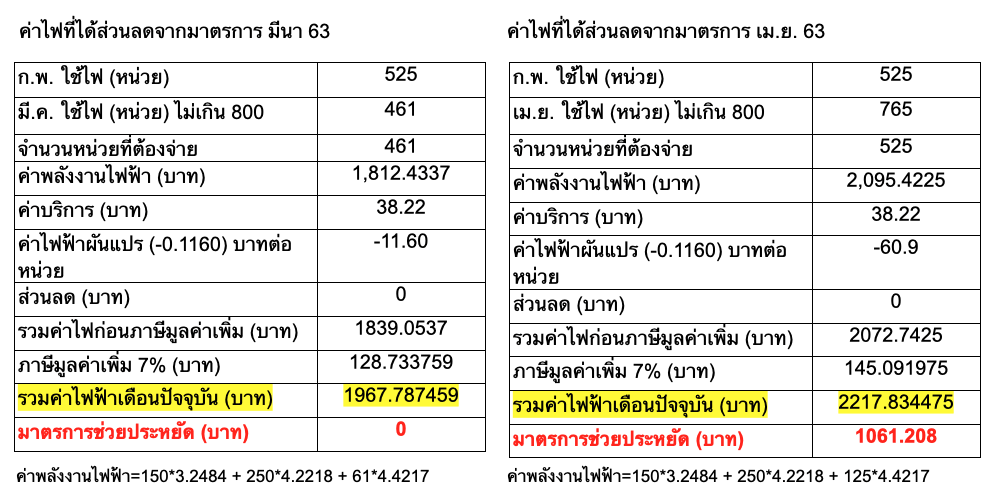 ค่าไฟที่ได้ส่วนลดจากมาตรการ มีนา 63
ก.พ. ใช้ไฟ (หน่วย) 525
มี.ค. ใช้ไฟ (หน่วย) ไม่เกิน 800 461
จำนวนหน่วยที่ต้องจ่าย 461
ค่าพลังงานไฟฟ้า (บาท) 1,812.4337
ค่าบริการ (บาท) 38.22
ค่าไฟฟ้าผันแปร (-0.1160) บาทต่อ -11.60
หน่วย
ส่วนลด (บาท) 0
รวมค่าไฟก่อนภาษีมูลค่าเพิ่ม (บาท) 1839.0537
ภาษีมูลค่าเพิ่ม 7% (บาท) 128.733759
รวมค่าไฟฟ้าเดือนปัจจุบัน (บาท) 1967.787459
มาตรการช่วยประหยัด (บาท) 0
ค่าพลังงานไฟฟ้า=150*3.2484 + 250*4.2218 + 61*4.4217
ค่าไฟที่ได้ส่วนลดจากมาตรการ เม.ย. 63
ก.พ. ใช้ไฟ (หน่วย) 525
เม.ย. ใช้ไฟ (หน่วย) ไม่เกิน 800 765
จำนวนหน่วยที่ต้องจ่าย 525
ค่าพลังงานไฟฟ้า (บาท) 2,095.4225
ค่าบริการ (บาท) 38.22
ค่าไฟฟ้าผันแปร (-0.1160) บาทต่อ -60.9
หน่วย
ส่วนลด (บาท) 0
รวมค่าไฟก่อนภาษีมูลค่าเพิ่ม (บาท) 2072.7425
ภาษีมูลค่าเพิ่ม 7% (บาท) 145.091975
รวมค่าไฟฟ้าเดือนปัจจุบัน (บาท) 2217.834475
มาตรการช่วยประหยัด (บาท) 1061.208
ค่าพลังงานไฟฟ้า=150*3.2484 + 250*4.2218 + 125*4.4217